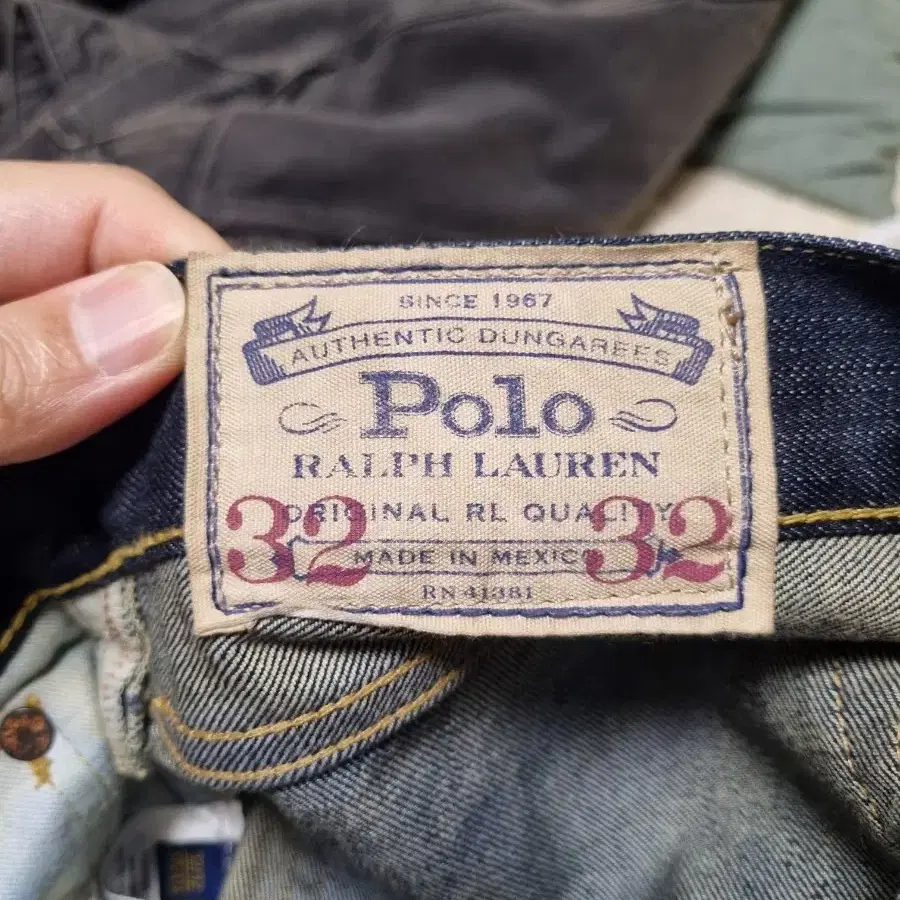 SINCE 1967
AUTHENTIC DUNGAREES
Polo
RALPH LAUREN
ORIGINAL RL QUALITY
32 32
MADE IN MEXICO
RN 41381